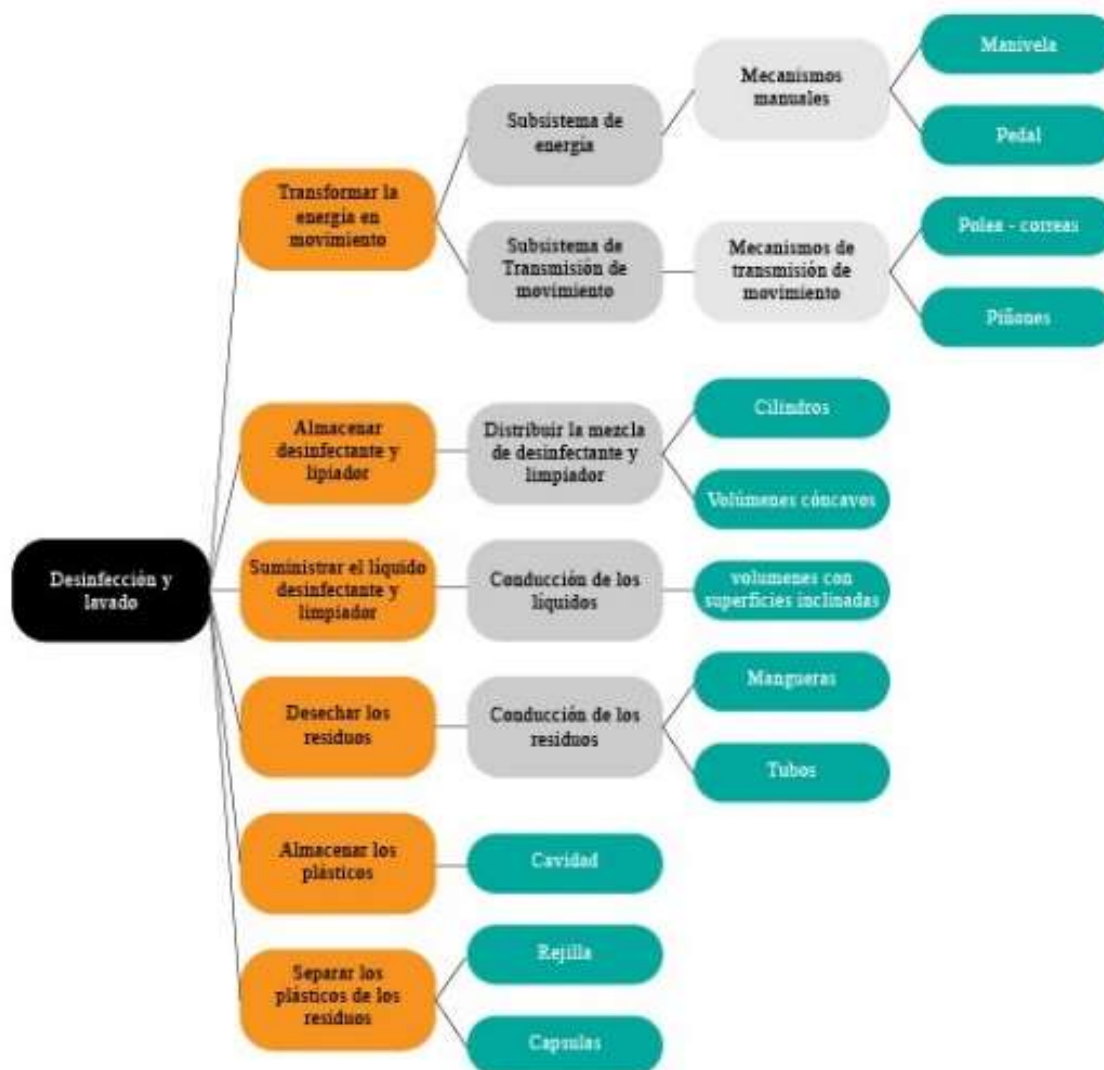 Manivela
Mecanismos
manuales
Subsistema de
energía
Pedal
Transformar la
energía en
movimiento
Polea - correas
Subsistema de
Transmisión de
movimiento
Mecanismos de
transmisión de
movimiento
Piñones
Cilindros
Almacenar
desinfectante y
lipiador
Distribuir la mezcla
de desinfectante y
limpiador
Volúmenes cóncavos
Desinfección y
lavado
Suministrar el líquido
desinfectante y
limpiador
Conducción de los
líquidos
volumenes con
superficies inclinadas
Mangueras
Desechar los
residuos
Conducción de los
residuos
Tubos
Almacenar los
plásticos
Cavidad
Rejilla
Separar los
plásticos de los
residuos
Capsulas